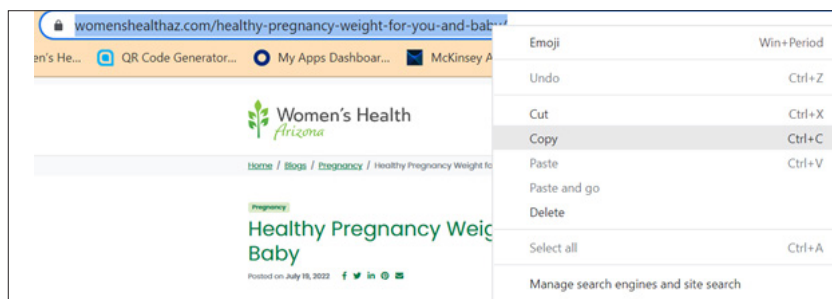 womenshealthaz.com/healthy-pregnancy-weight-for-you-and-baby/
en's He... QR Code Generator... My Apps Dashboar... McKinsey A
Women's Health
Arizona
Home / Blogs / Pregnancy / Healthy Pregnancy Weight fo
Pregnancy
Healthy Pregnancy Weig
Baby
Posted on July 19, 2022
Emoji Win+Period
Undo Ctrl+Z
Cut Ctrl+X
Copy Ctrl+C
Paste Ctrl+V
Paste and go
Delete
Select all Ctrl+A
Manage search engines and site search